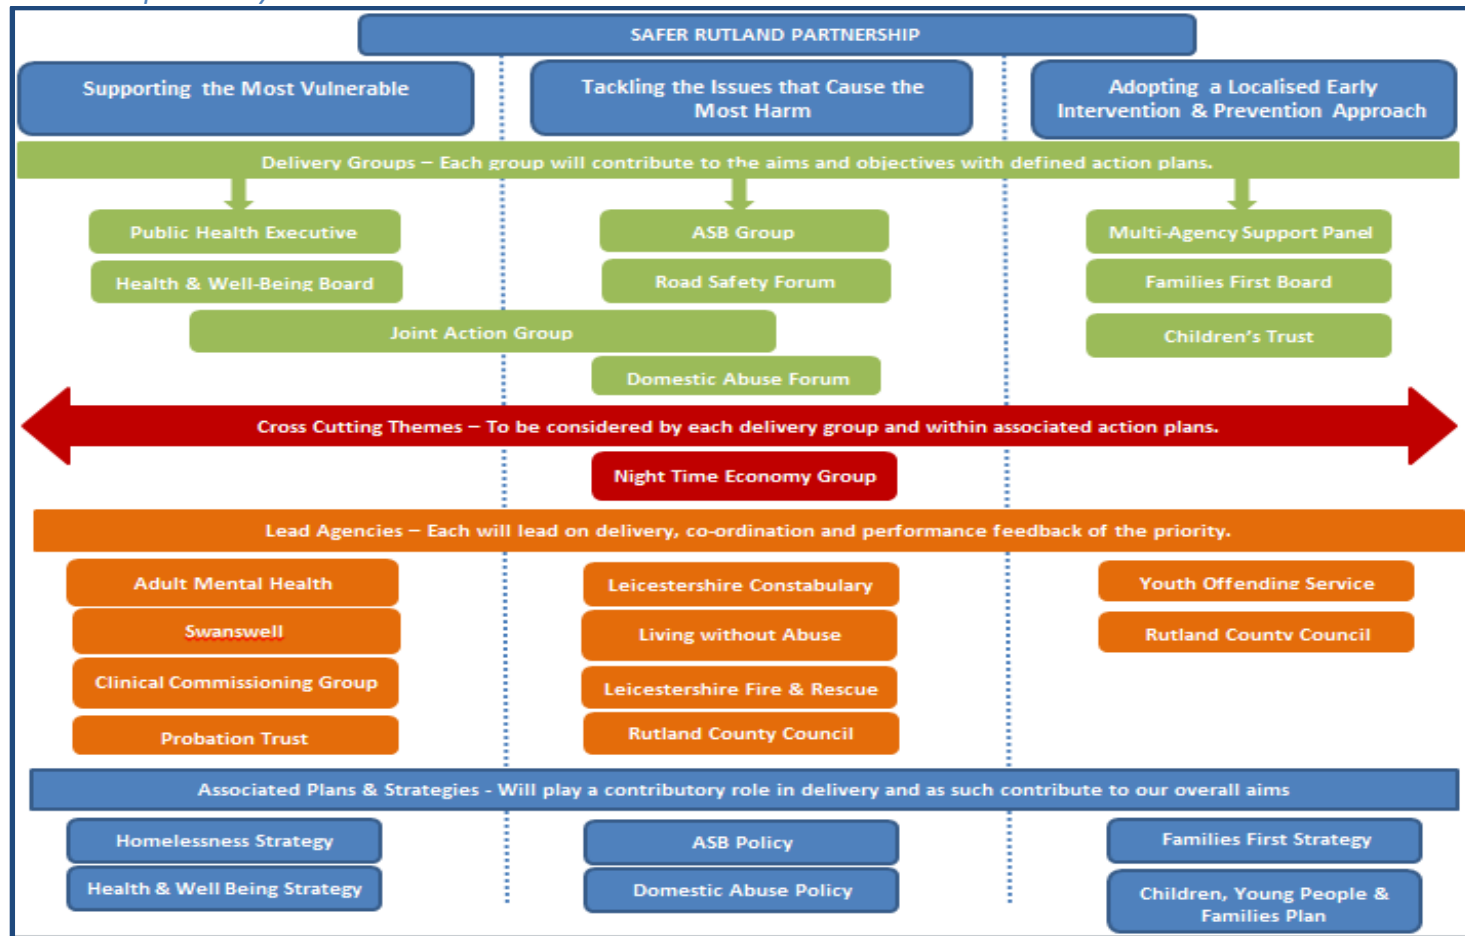 SAFER RUTLAND PARTNERSHIP
Supporting the Most Vulnerable
Tackling the Issues that Cause the
Most Harm
Adopting a Localised Early
Intervention & Prevention Approach
Delivery Groups – Each group will contribute to the aims and objectives with defined action plans.
Public Health Executive
ASB Group
Multi-Agency Support Panel
Health & Well-Being Board
Road Safety Forum
Families First Board
Joint Action Group
Children's Trust
Domestic Abuse Forum
Cross Cutting Themes – To be considered by each delivery group and within associated action plans.
Night Time Economy Group
Lead Agencies – Each will lead on delivery, co-ordination and performance feedback of the priority.
Adult Mental Health
Leicestershire Constabulary
Youth Offending Service
Swanswell
Living without Abuse
Rutland County Council
Clinical Commissioning Group
Leicestershire Fire & Rescue
Probation Trust
Rutland County Council
Associated Plans & Strategies - Will play a contributory role in delivery and as such contribute to our overall aims
Homelessness Strategy
ASB Policy
Families First Strategy
Health & Well Being Strategy
Domestic Abuse Policy
Children, Young People &
Families Plan